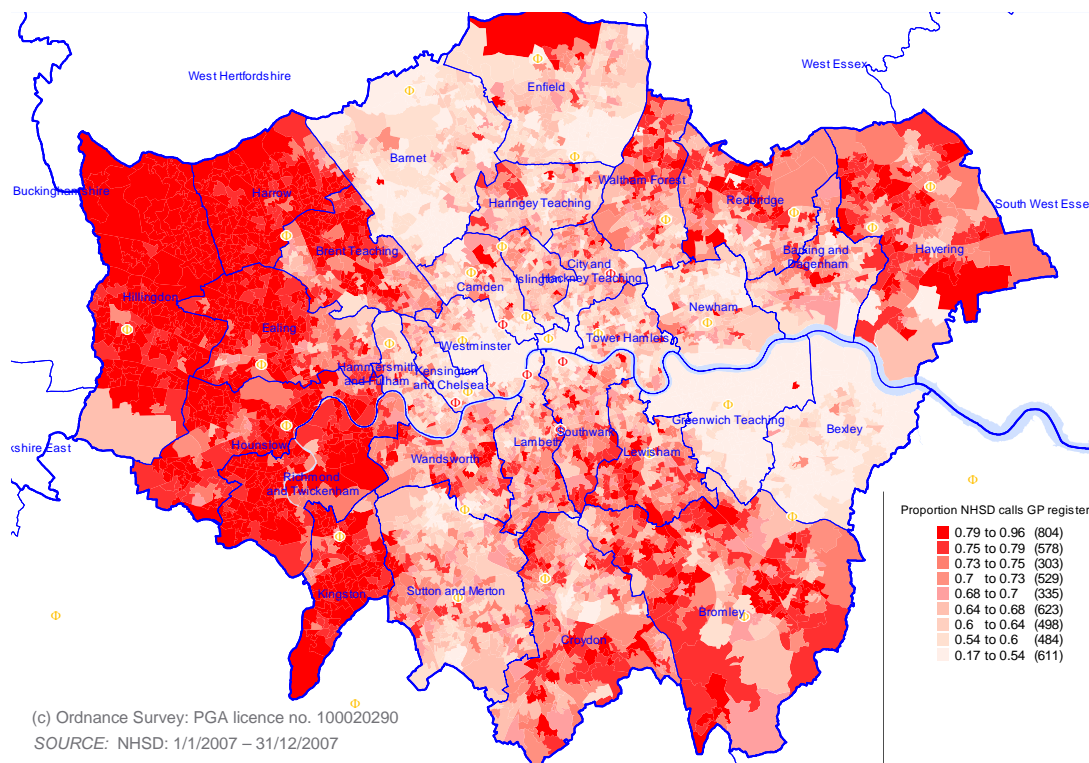 West Hertfordshire
West Essex
Enfield
Barnet
Buckinghamshire
Harrow
Waltham Forest
Redbridge
Haringey Teaching
South West Esse
Brent Teaching
Havering
Barking and
Dagenham
City and
Hackney Teaching
Islington
Camden
Hillingdon
Newham
Ealing
Westminster
Tower Hamlets
Hammersmith
and Fulham
Kensington
and Chelsea
Greenwich Teaching
Bexley
kshire East
Hounslow
Lambeth
Southwark
Wandsworth
Lewisham
Richmond
and Twickenham
Kingston
Sutton and Merton
Bromley
Croydon
Proportion NHSD calls GP register
0.79 to 0.96 (804)
0.75 to 0.79 (578)
0.73 to 0.75 (303)
0.7 to 0.73 (529)
0.68 to 0.7 (335)
0.64 to 0.68 (623)
0.6 to 0.64 (498)
0.54 to 0.6 (484)
0.17 to 0.54 (611)
(c) Ordnance Survey: PGA licence no. 100020290
SOURCE: NHSD: 1/1/2007 – 31/12/2007